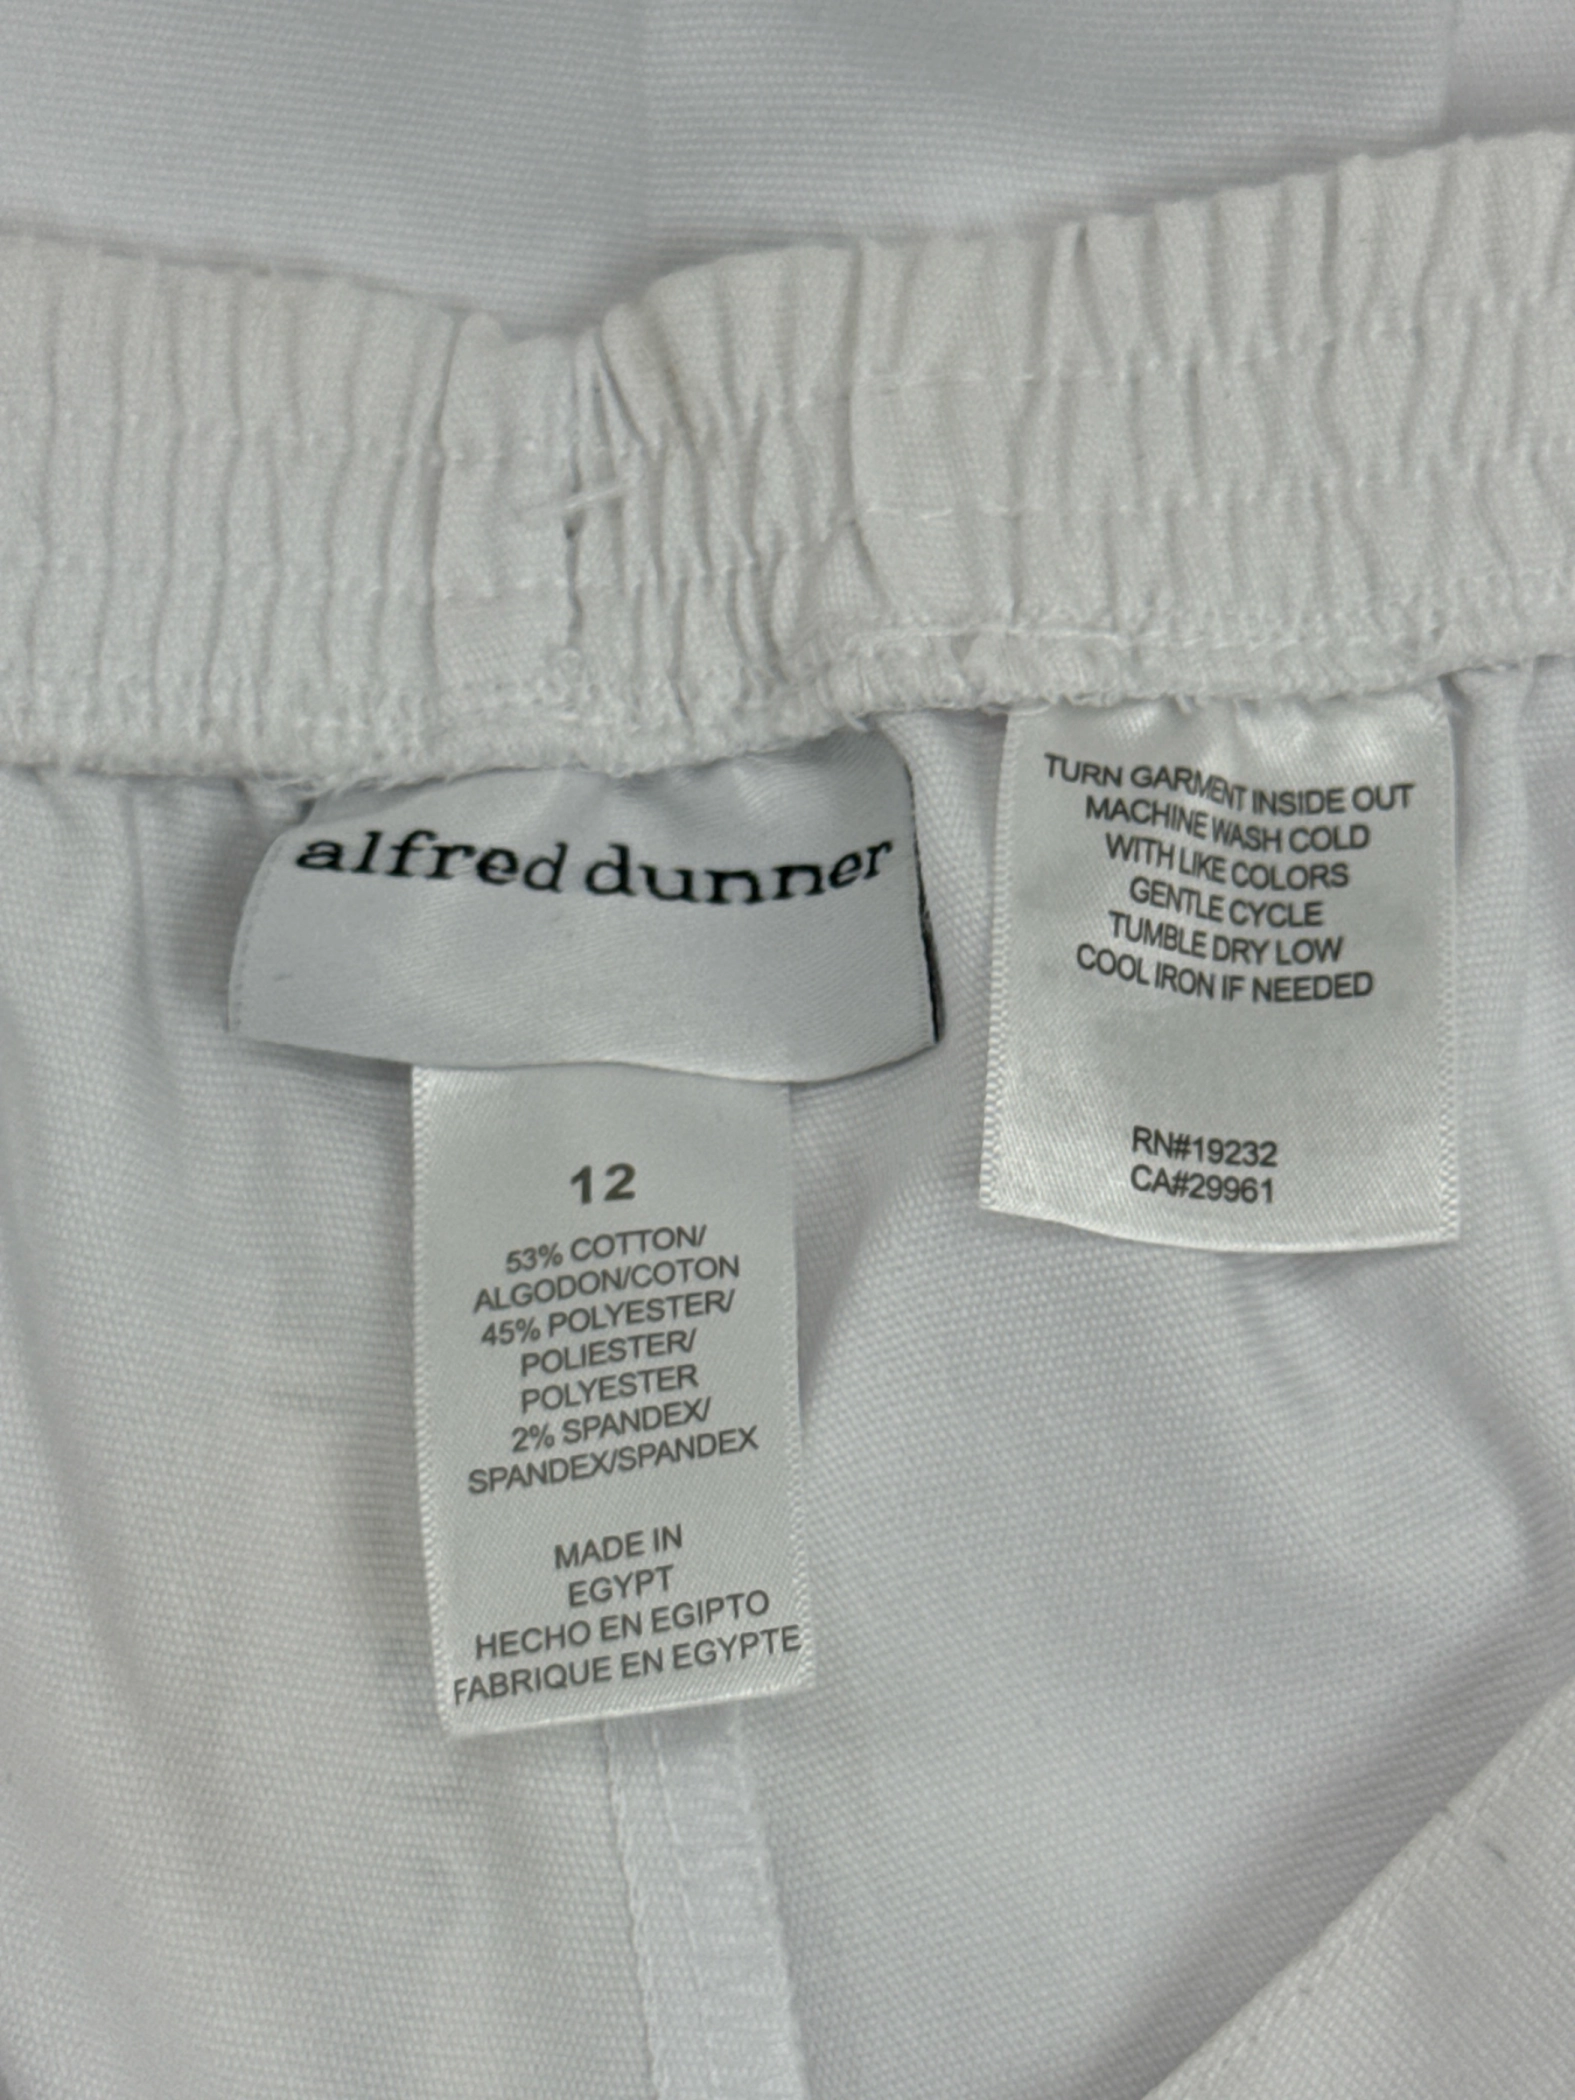 alfred dunner
12
53% COTTON/
ALGODON/COTON
45% POLYESTER/
POLIESTER/
POLYESTER
2% SPANDEX/
SPANDEX/SPANDEX
MADE IN
EGYPT
HECHO EN EGIPTO
FABRIQUE EN EGYPTE
TURN GARMENT INSIDE OUT
MACHINE WASH COLD
WITH LIKE COLORS
GENTLE CYCLE
TUMBLE DRY LOW
COOL IRON IF NEEDED
RN#19232
CA#29961